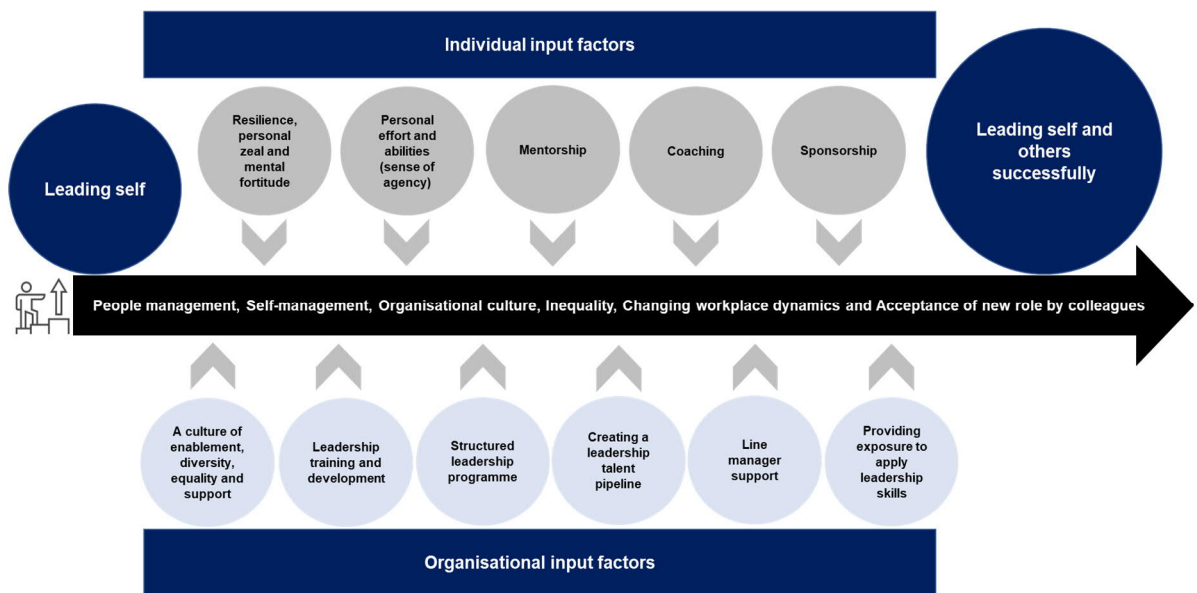 Individual input factors
Leading self
Resilience,
personal
zeal and
mental
fortitude
Personal
effort and
abilities
(sense of
agency)
Mentorship
Coaching
Sponsorship
Leading self and
others
successfully
People management, Self-management, Organisational culture, Inequality, Changing workplace dynamics and Acceptance of new role by colleagues
A culture of
enablement,
diversity,
equality and
support
Leadership
training and
development
Structured
leadership
programme
Creating a
leadership
talent
pipeline
Line
manager
support
Providing
exposure to
apply
leadership
skills
Organisational input factors